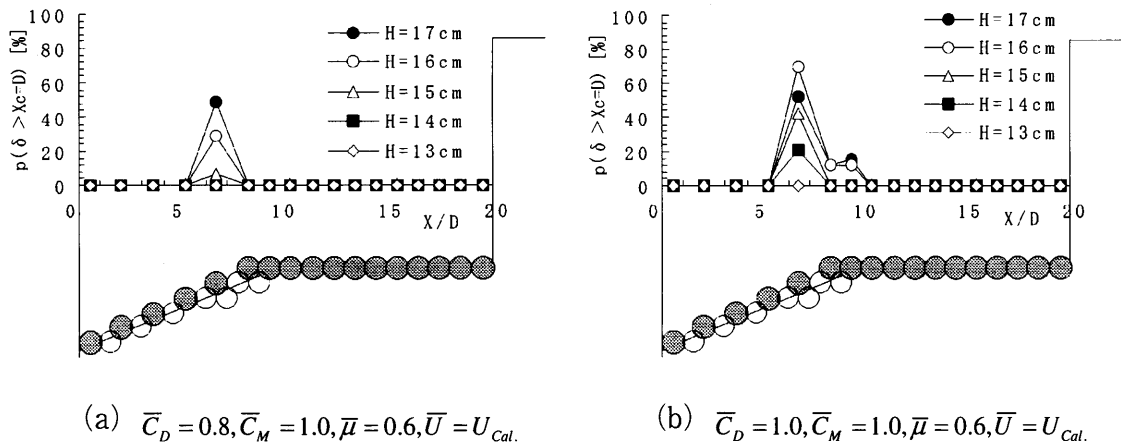 100
80
60
40
20
0
p(δ >Xc=D) [%]
H=17cm
H=16cm
H=15cm
H=14cm
H=13cm
0 5 10 15 20
X/D
(a) C̅_D = 0.8, C̅_M = 1.0, μ̅ = 0.6, U̅ = U_Cal.
100
80
60
40
20
0
p(δ >Xc=D) [%]
H=17cm
H=16cm
H=15cm
H=14cm
H=13cm
0 5 10 15 20
X/D
(b) C̅_D = 1.0, C̅_M = 1.0, μ̅ = 0.6, U̅ = U_Cal.